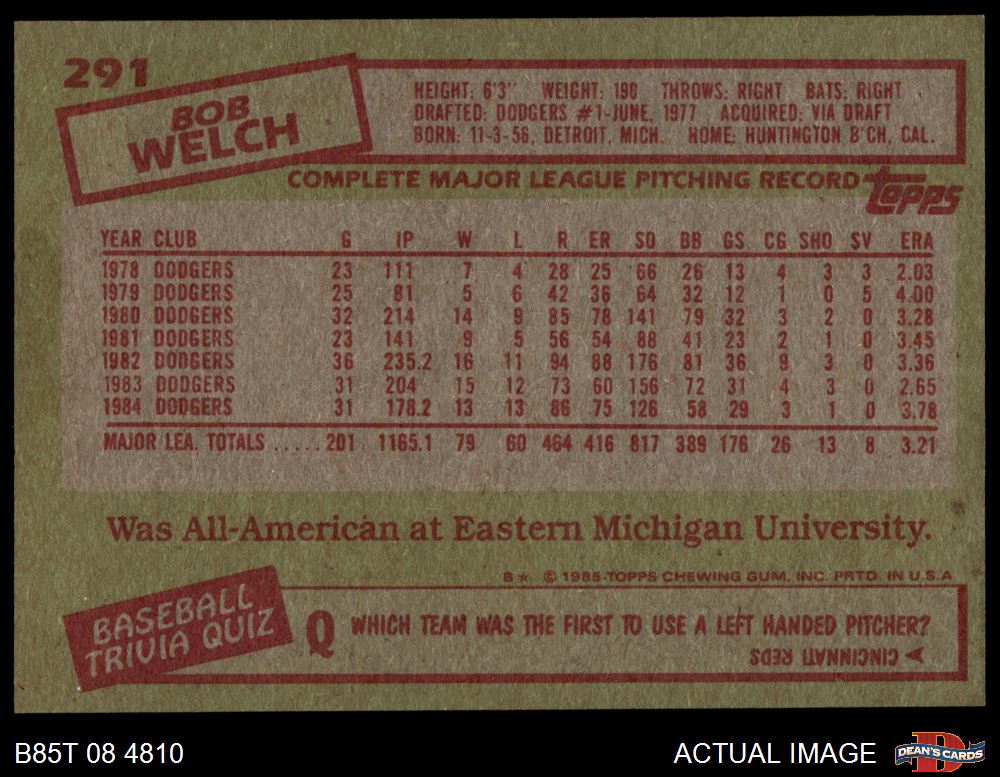 291
BOB
WELCH
HEIGHT: 6'3" WEIGHT: 190 THROWS: RIGHT BATS: RIGHT
DRAFTED: DODGERS #1-JUNE, 1977 ACQUIRED: VIA DRAFT
BORN: 11-3-56, DETROIT, MICH. HOME: HUNTINGTON B'CH, CAL.
COMPLETE MAJOR LEAGUE PITCHING RECORD topps
YEAR CLUB G IP W L R ER SO BB GS CG SHO SV ERA
1978 DODGERS 23 111 7 4 28 25 66 26 13 4 3 3 2.03
1979 DODGERS 25 81 5 6 42 36 64 32 12 1 0 5 4.00
1980 DODGERS 32 214 14 9 85 78 141 79 32 3 2 0 3.28
1981 DODGERS 23 141 9 5 56 54 88 41 23 2 1 0 3.45
1982 DODGERS 36 235.2 16 11 94 88 176 81 36 9 3 0 3.36
1983 DODGERS 31 204 15 12 73 60 156 72 31 4 3 0 2.65
1984 DODGERS 31 178.2 13 13 86 75 126 58 29 3 1 0 3.78
MAJOR LEA. TOTALS ..... 201 1165.1 79 60 464 416 817 389 176 26 13 8 3.21
Was All-American at Eastern Michigan University.
B★ © 1985-TOPPS CHEWING GUM, INC. PRTD. IN U.S.A
BASEBALL
TRIVIA QUIZ
Q WHICH TEAM WAS THE FIRST TO USE A LEFT HANDED PITCHER?
CINCINNATI REDS
B85T 08 4810
ACTUAL IMAGE
DEAN'S CARDS